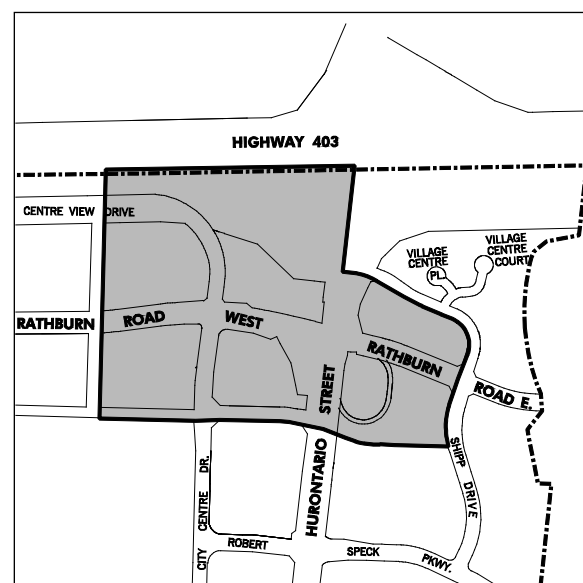 HIGHWAY 403
CENTRE VIEW DRIVE
VILLAGE
CENTRE
PL.
VILLAGE
CENTRE
COURT
RATHBURN ROAD WEST
RATHBURN ROAD E.
HURONTARIO STREET
SHIPP DRIVE
CITY CENTRE DR.
ROBERT SPECK PKWY.